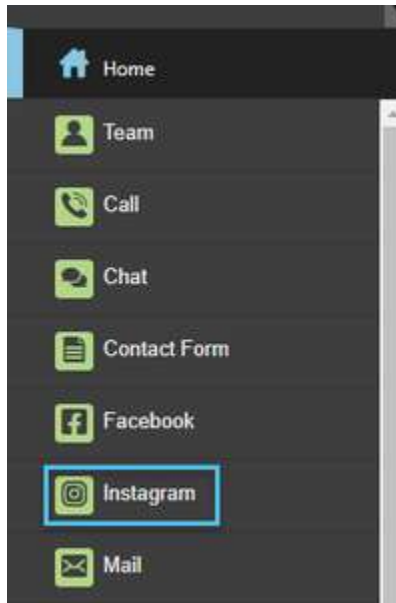 Home
Team
Call
Chat
Contact Form
Facebook
Instagram
Mail